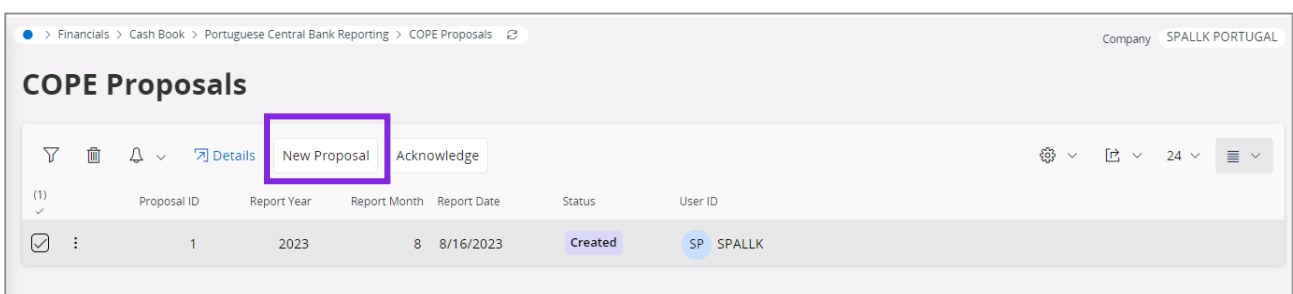 > Financials > Cash Book > Portuguese Central Bank Reporting > COPE Proposals
Company SPALLK PORTUGAL
COPE Proposals
Details New Proposal Acknowledge 24
(1) Proposal ID Report Year Report Month Report Date Status User ID
1 2023 8 8/16/2023 Created SP SPALLK